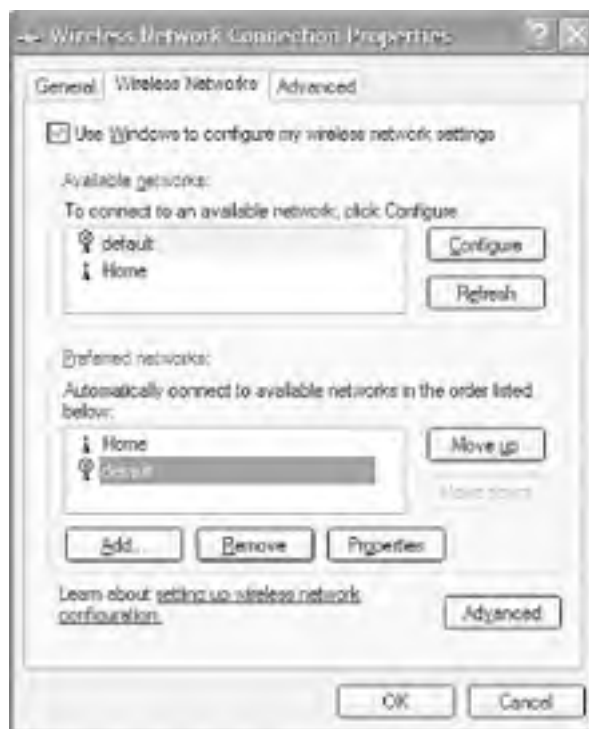 Wireless Network Connection Properties
General
Wireless Networks
Advanced
Use Windows to configure my wireless network settings
Available networks:
To connect to an available network, click Configure
default
Home
Configure
Refresh
Preferred networks:
Automatically connect to available networks in the order listed
below:
Home
default
Move up
Move down
Add...
Remove
Properties
Learn about setting up wireless network
configuration.
Advanced
OK
Cancel